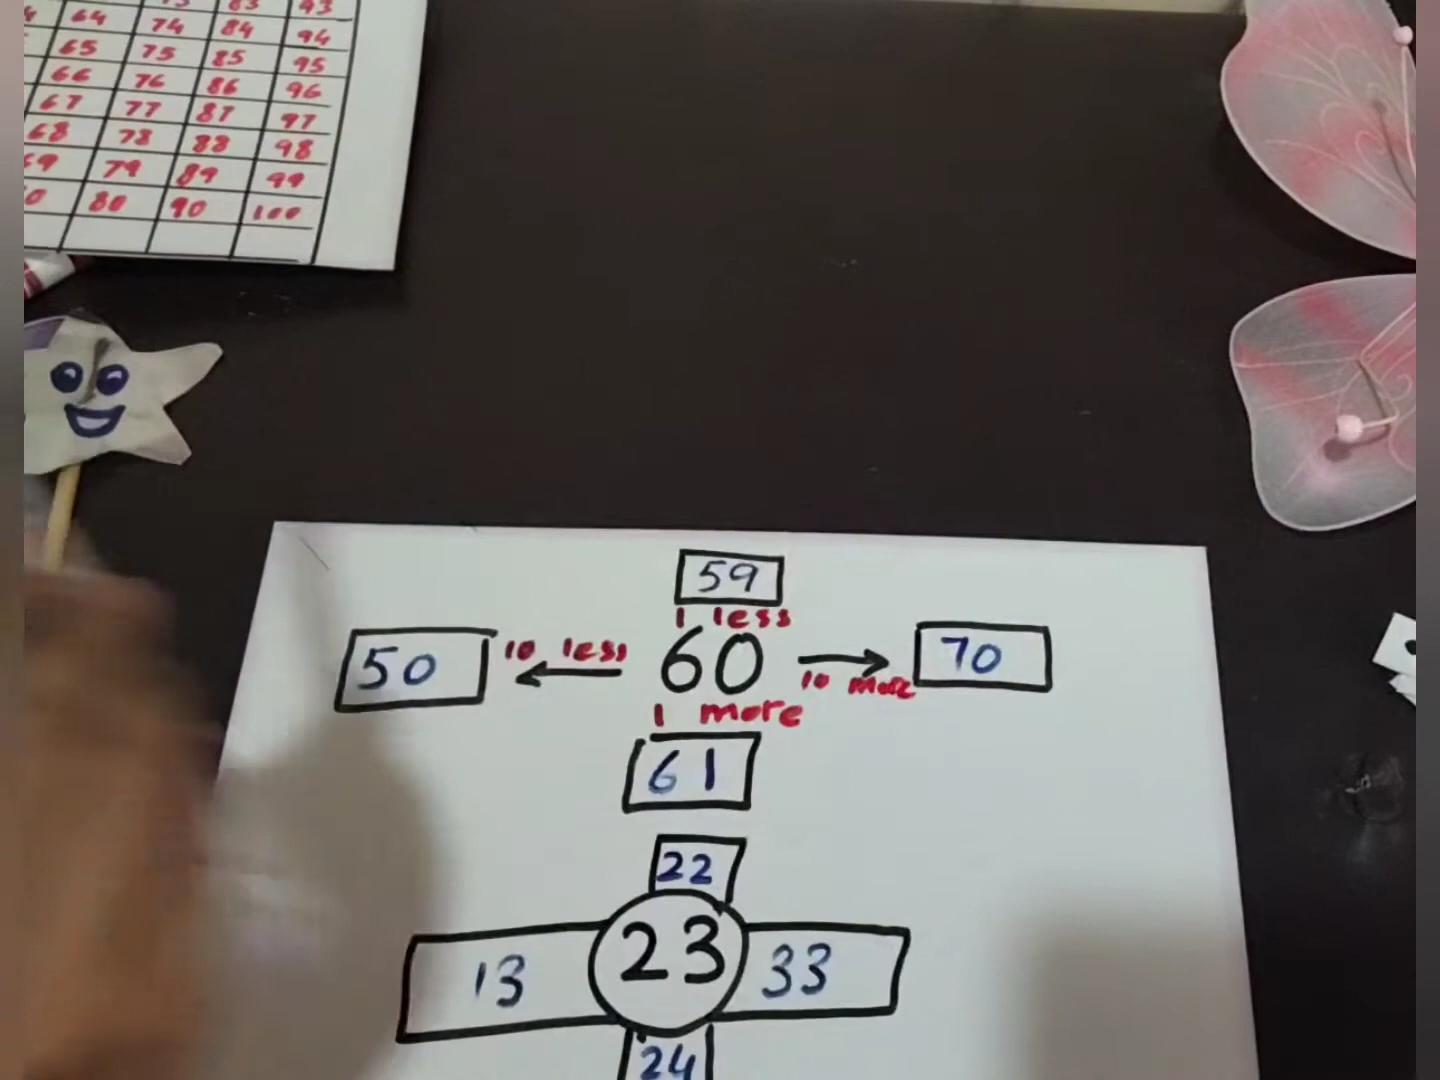 64 74 84 94
65 75 85 95
66 76 86 96
67 77 87 97
68 78 88 98
79 89 99
80 90 100
59
1 less
50 10 less 60 10 more 70
1 more
61
22
13 23 33
24